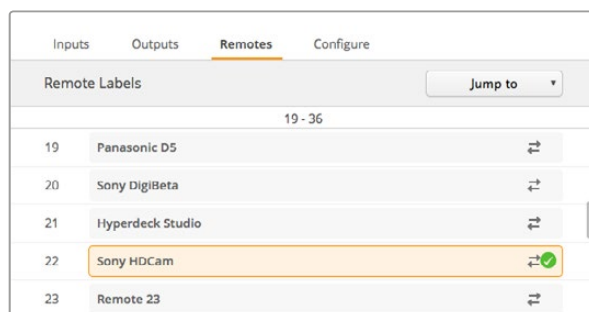 Inputs Outputs Remotes Configure
Remote Labels Jump to
19 - 36
19 Panasonic D5
20 Sony DigiBeta
21 Hyperdeck Studio
22 Sony HDCam
23 Remote 23